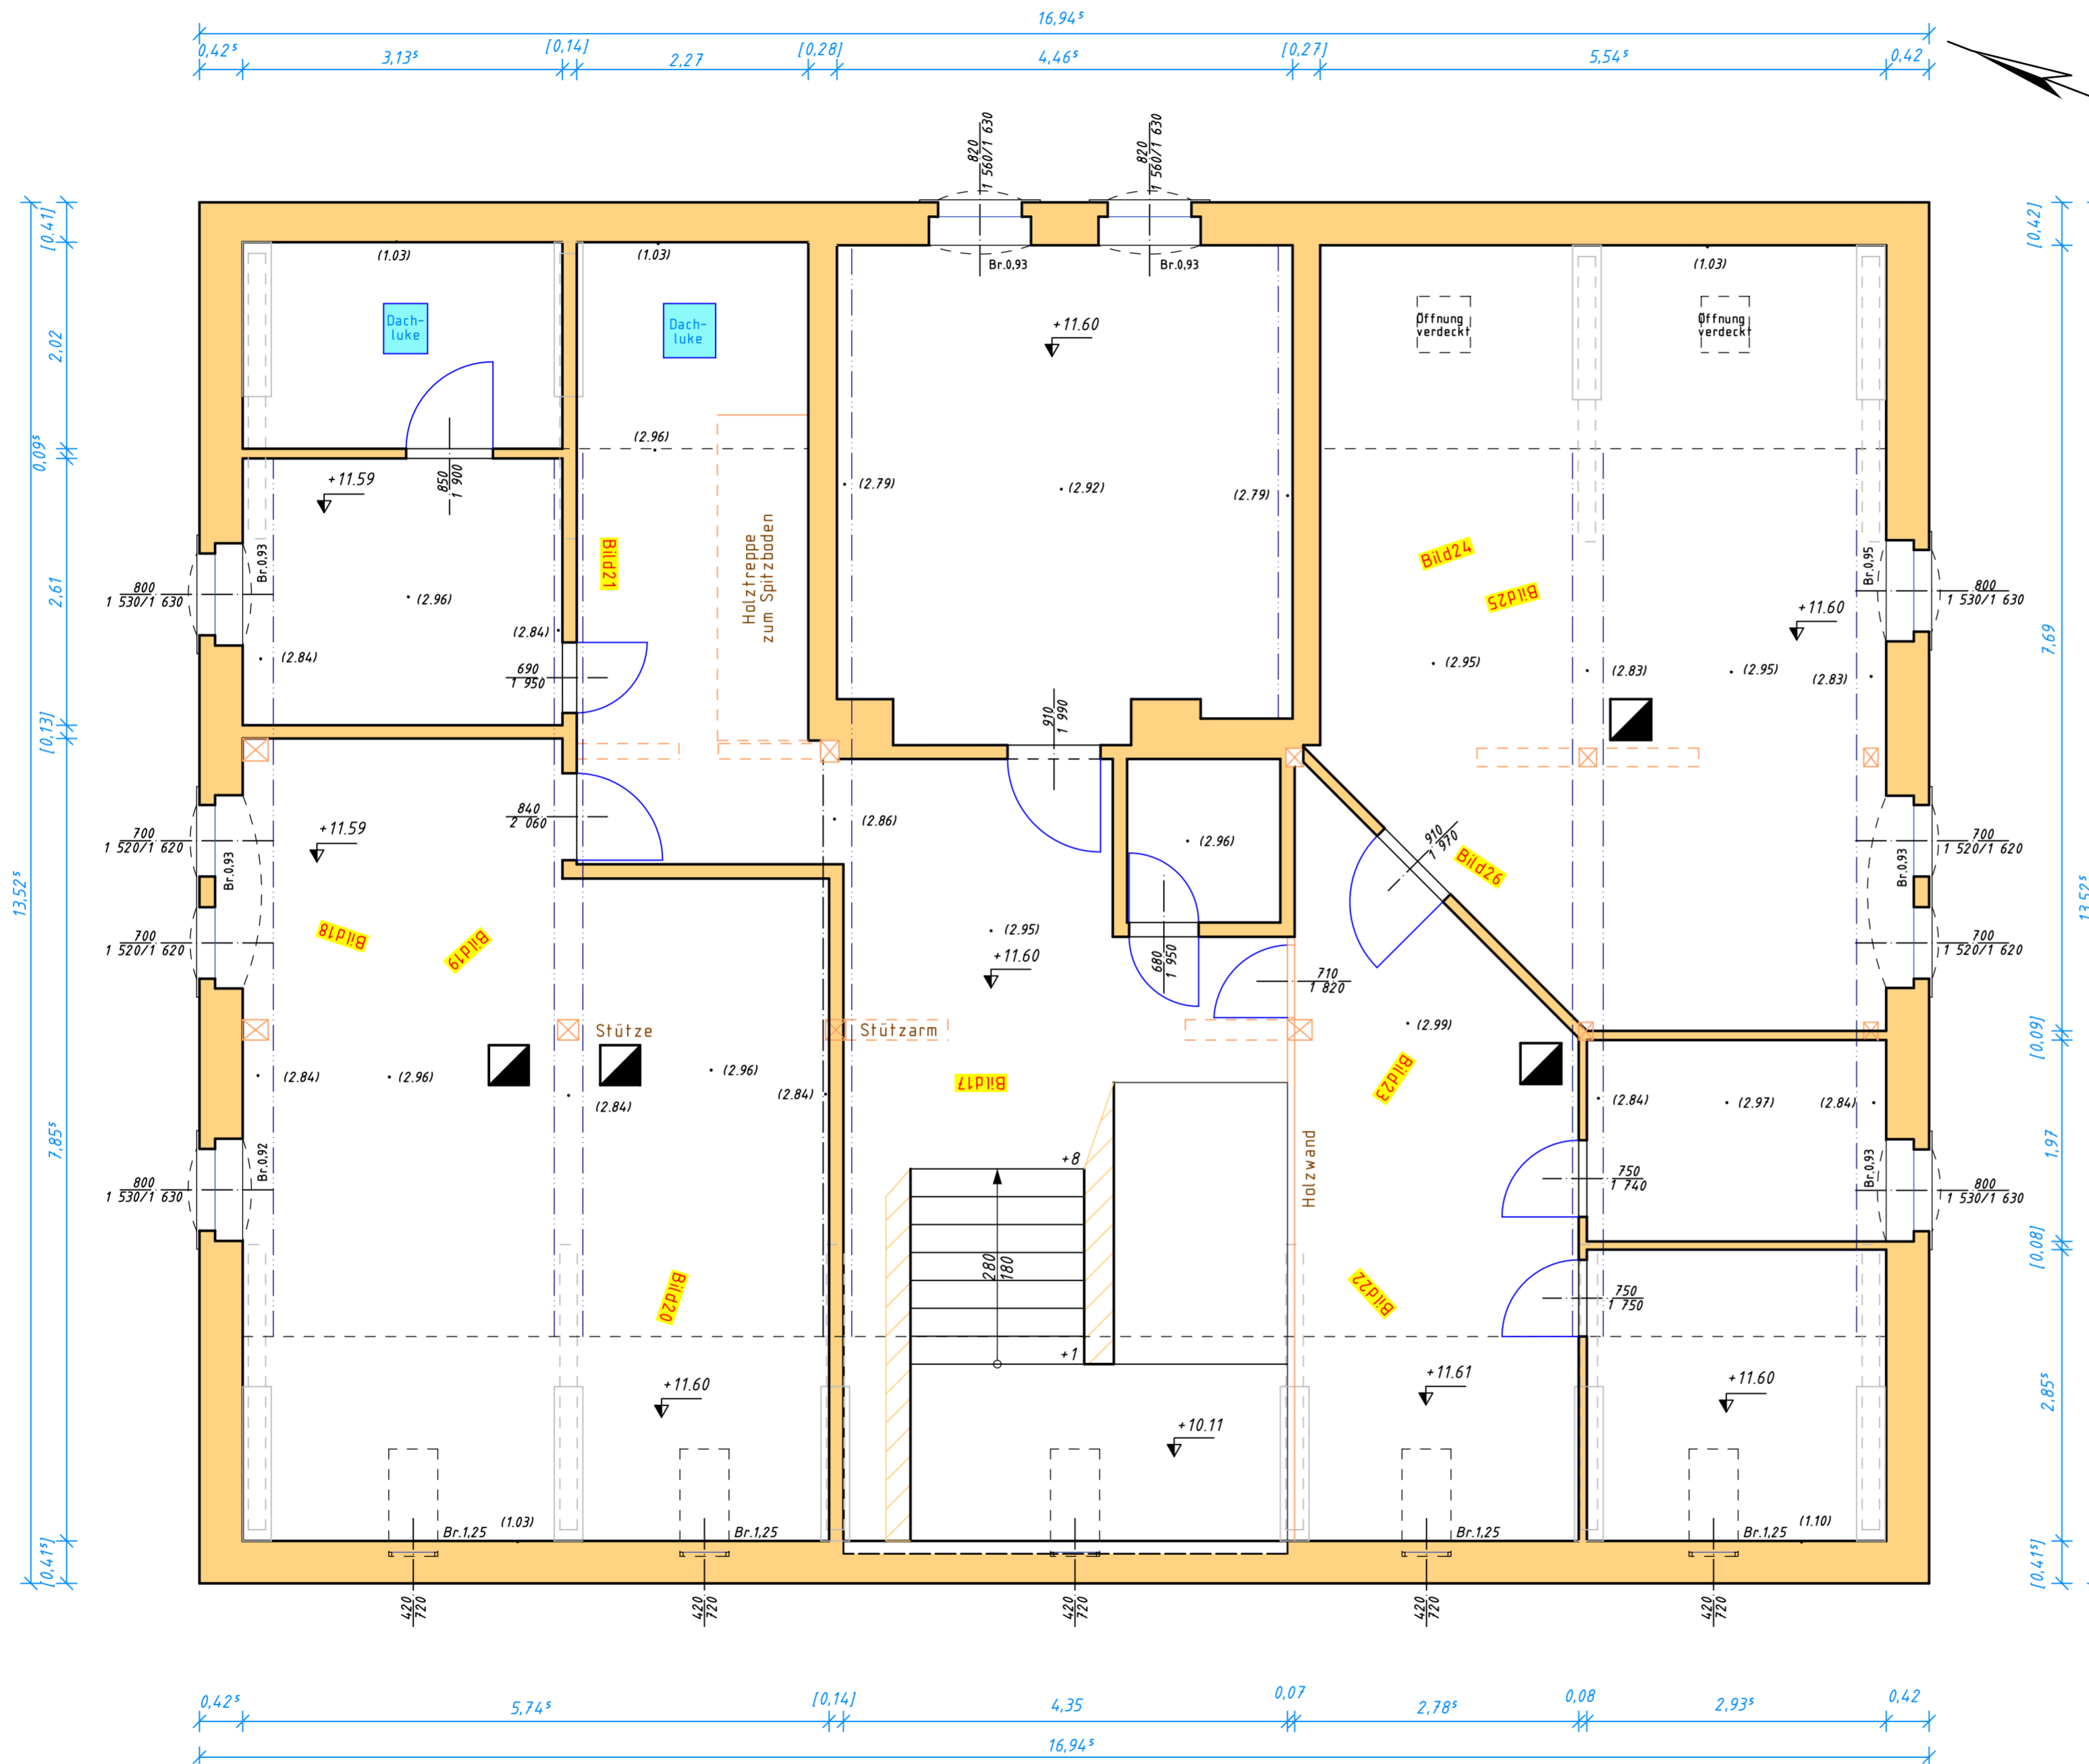 16,94⁵
0,42⁵
3,13⁵
[0,14]
2,27
[0,28]
4,46⁵
[0,27]
5,54⁵
0,42
820
1 560/1 630
820
1 560/1 630
[0,41]
2,02
0,09⁵
2,61
[0,13]
13,52⁵
7,85⁵
[0,41⁵]
[0,42]
7,69
13,52⁵
[0,09]
1,97
[0,08]
2,85⁵
[0,41⁵]
(1.03)
(1.03)
Br.0,93
Br.0,93
(1.03)
Dach-
luke
Dach-
luke
+11.60
Öffnung
verdeckt
Öffnung
verdeckt
(2.96)
+11.59
850
1 900
(2.79)
(2.92)
(2.79)
Br.0,93
Bild21
Holztreppe
zum Spitzboden
Bild24
Bild25
Br.0,95
800
1 530/1 630
800
1 530/1 630
(2.96)
+11.60
(2.84)
(2.84)
690
1 950
(2.95)
(2.83)
(2.95)
(2.83)
910
1 990
840
2 060
(2.86)
(2.96)
910
1 970
Bild26
+11.59
700
1 520/1 620
700
1 520/1 620
Br.0,93
Br.0,93
Bild18
Bild19
700
1 520/1 620
700
1 520/1 620
(2.95)
+11.60
680
1 950
710
1 820
Stütze
Stützarm
(2.99)
(2.84)
(2.96)
(2.84)
(2.96)
(2.84)
Bild17
Bild23
(2.84)
(2.97)
(2.84)
Br.0,92
+8
Holzwand
Br.0,93
750
1 740
800
1 530/1 630
800
1 530/1 630
280
180
Bild20
Bild22
750
1 750
+1
+11.60
+10.11
+11.61
+11.60
Br.1,25
(1.03)
Br.1,25
Br.1,25
Br.1,25
(1.10)
420
720
420
720
420
720
420
720
420
720
0,42⁵
5,74⁵
[0,14]
4,35
0,07
2,78⁵
0,08
2,93⁵
0,42
16,94⁵